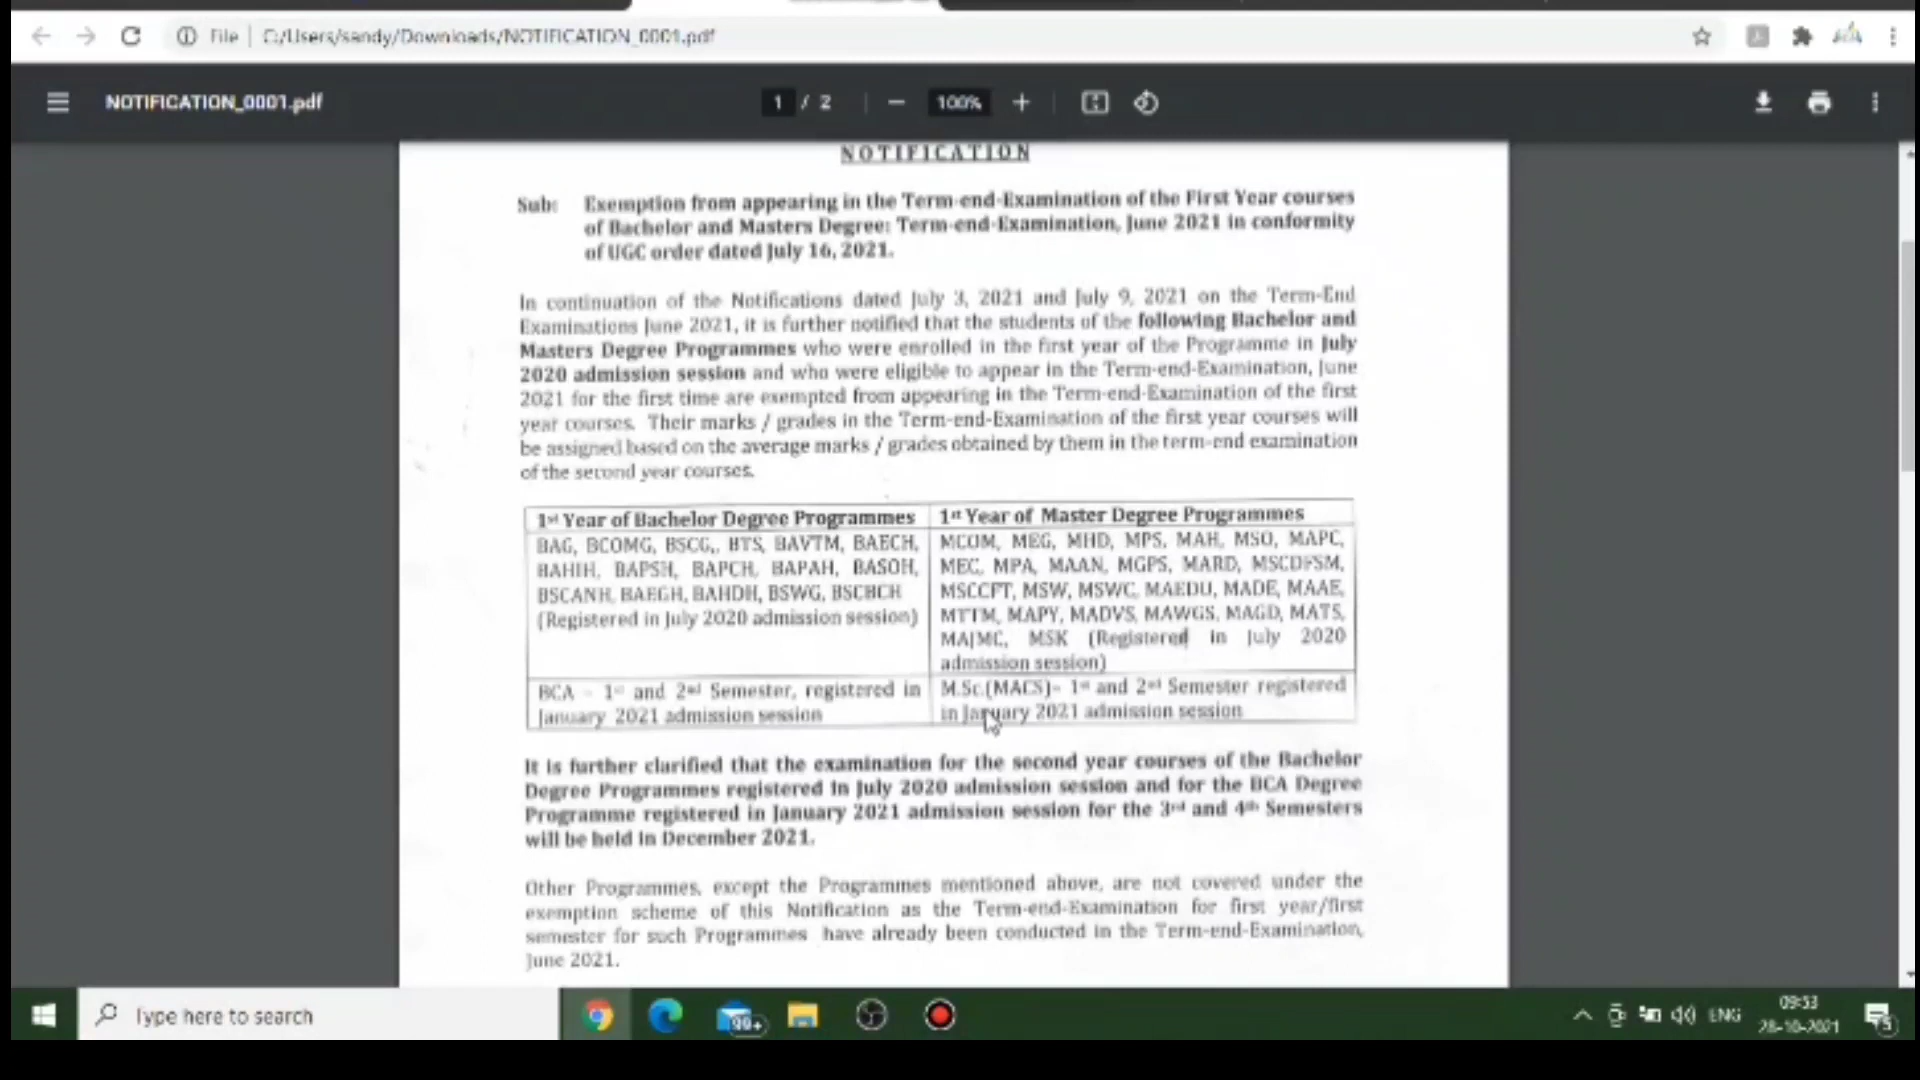 File | C:/Users/sandy/Downloads/NOTIFICATION_0001.pdf
NOTIFICATION_0001.pdf
1 / 2
100%
NOTIFICATION
Sub: Exemption from appearing in the Term-end-Examination of the First Year courses
of Bachelor and Masters Degree: Term-end-Examination, June 2021 in conformity
of UGC order dated July 16, 2021.
In continuation of the Notifications dated July 3, 2021 and July 9, 2021 on the Term-End
Examinations June 2021, it is further notified that the students of the following Bachelor and
Masters Degree Programmes who were enrolled in the first year of the Programme in July
2020 admission session and who were eligible to appear in the Term-end-Examination, June
2021 for the first time are exempted from appearing in the Term-end-Examination of the first
year courses. Their marks / grades in the Term-end-Examination of the first year courses will
be assigned based on the average marks / grades obtained by them in the term-end examination
of the second year courses.
1st Year of Bachelor Degree Programmes
BAG, BCOMG, BSCG,, BTS, BAVTM, BAECH,
BAHIH, BAPSH, BAPCH, BAPAH, BASOH,
BSCANH, BAEGH, BAHDH, BSWG, BSCBCH
(Registered in July 2020 admission session)
1st Year of Master Degree Programmes
MCOM, MEG, MHD, MPS, MAH, MSO, MAPC,
MEC, MPA, MAAN, MGPS, MARD, MSCDFSM,
MSCCFT, MSW, MSWC, MAEDU, MADE, MAAE,
MTTM, MAPY, MADVS, MAWGS, MAGD, MATS,
MAJMC, MSK (Registered in July 2020
admission session)
BCA - 1st and 2nd Semester, registered in
January 2021 admission session
M.Sc.(MACS)- 1st and 2nd Semester registered
in January 2021 admission session
It is further clarified that the examination for the second year courses of the Bachelor
Degree Programmes registered in July 2020 admission session and for the BCA Degree
Programme registered in January 2021 admission session for the 3rd and 4th Semesters
will be held in December 2021.
Other Programmes, except the Programmes mentioned above, are not covered under the
exemption scheme of this Notification as the Term-end-Examination for first year/first
semester for such Programmes have already been conducted in the Term-end-Examination,
June 2021.
Type here to search
99+
ENG
09:53
28-10-2021
5